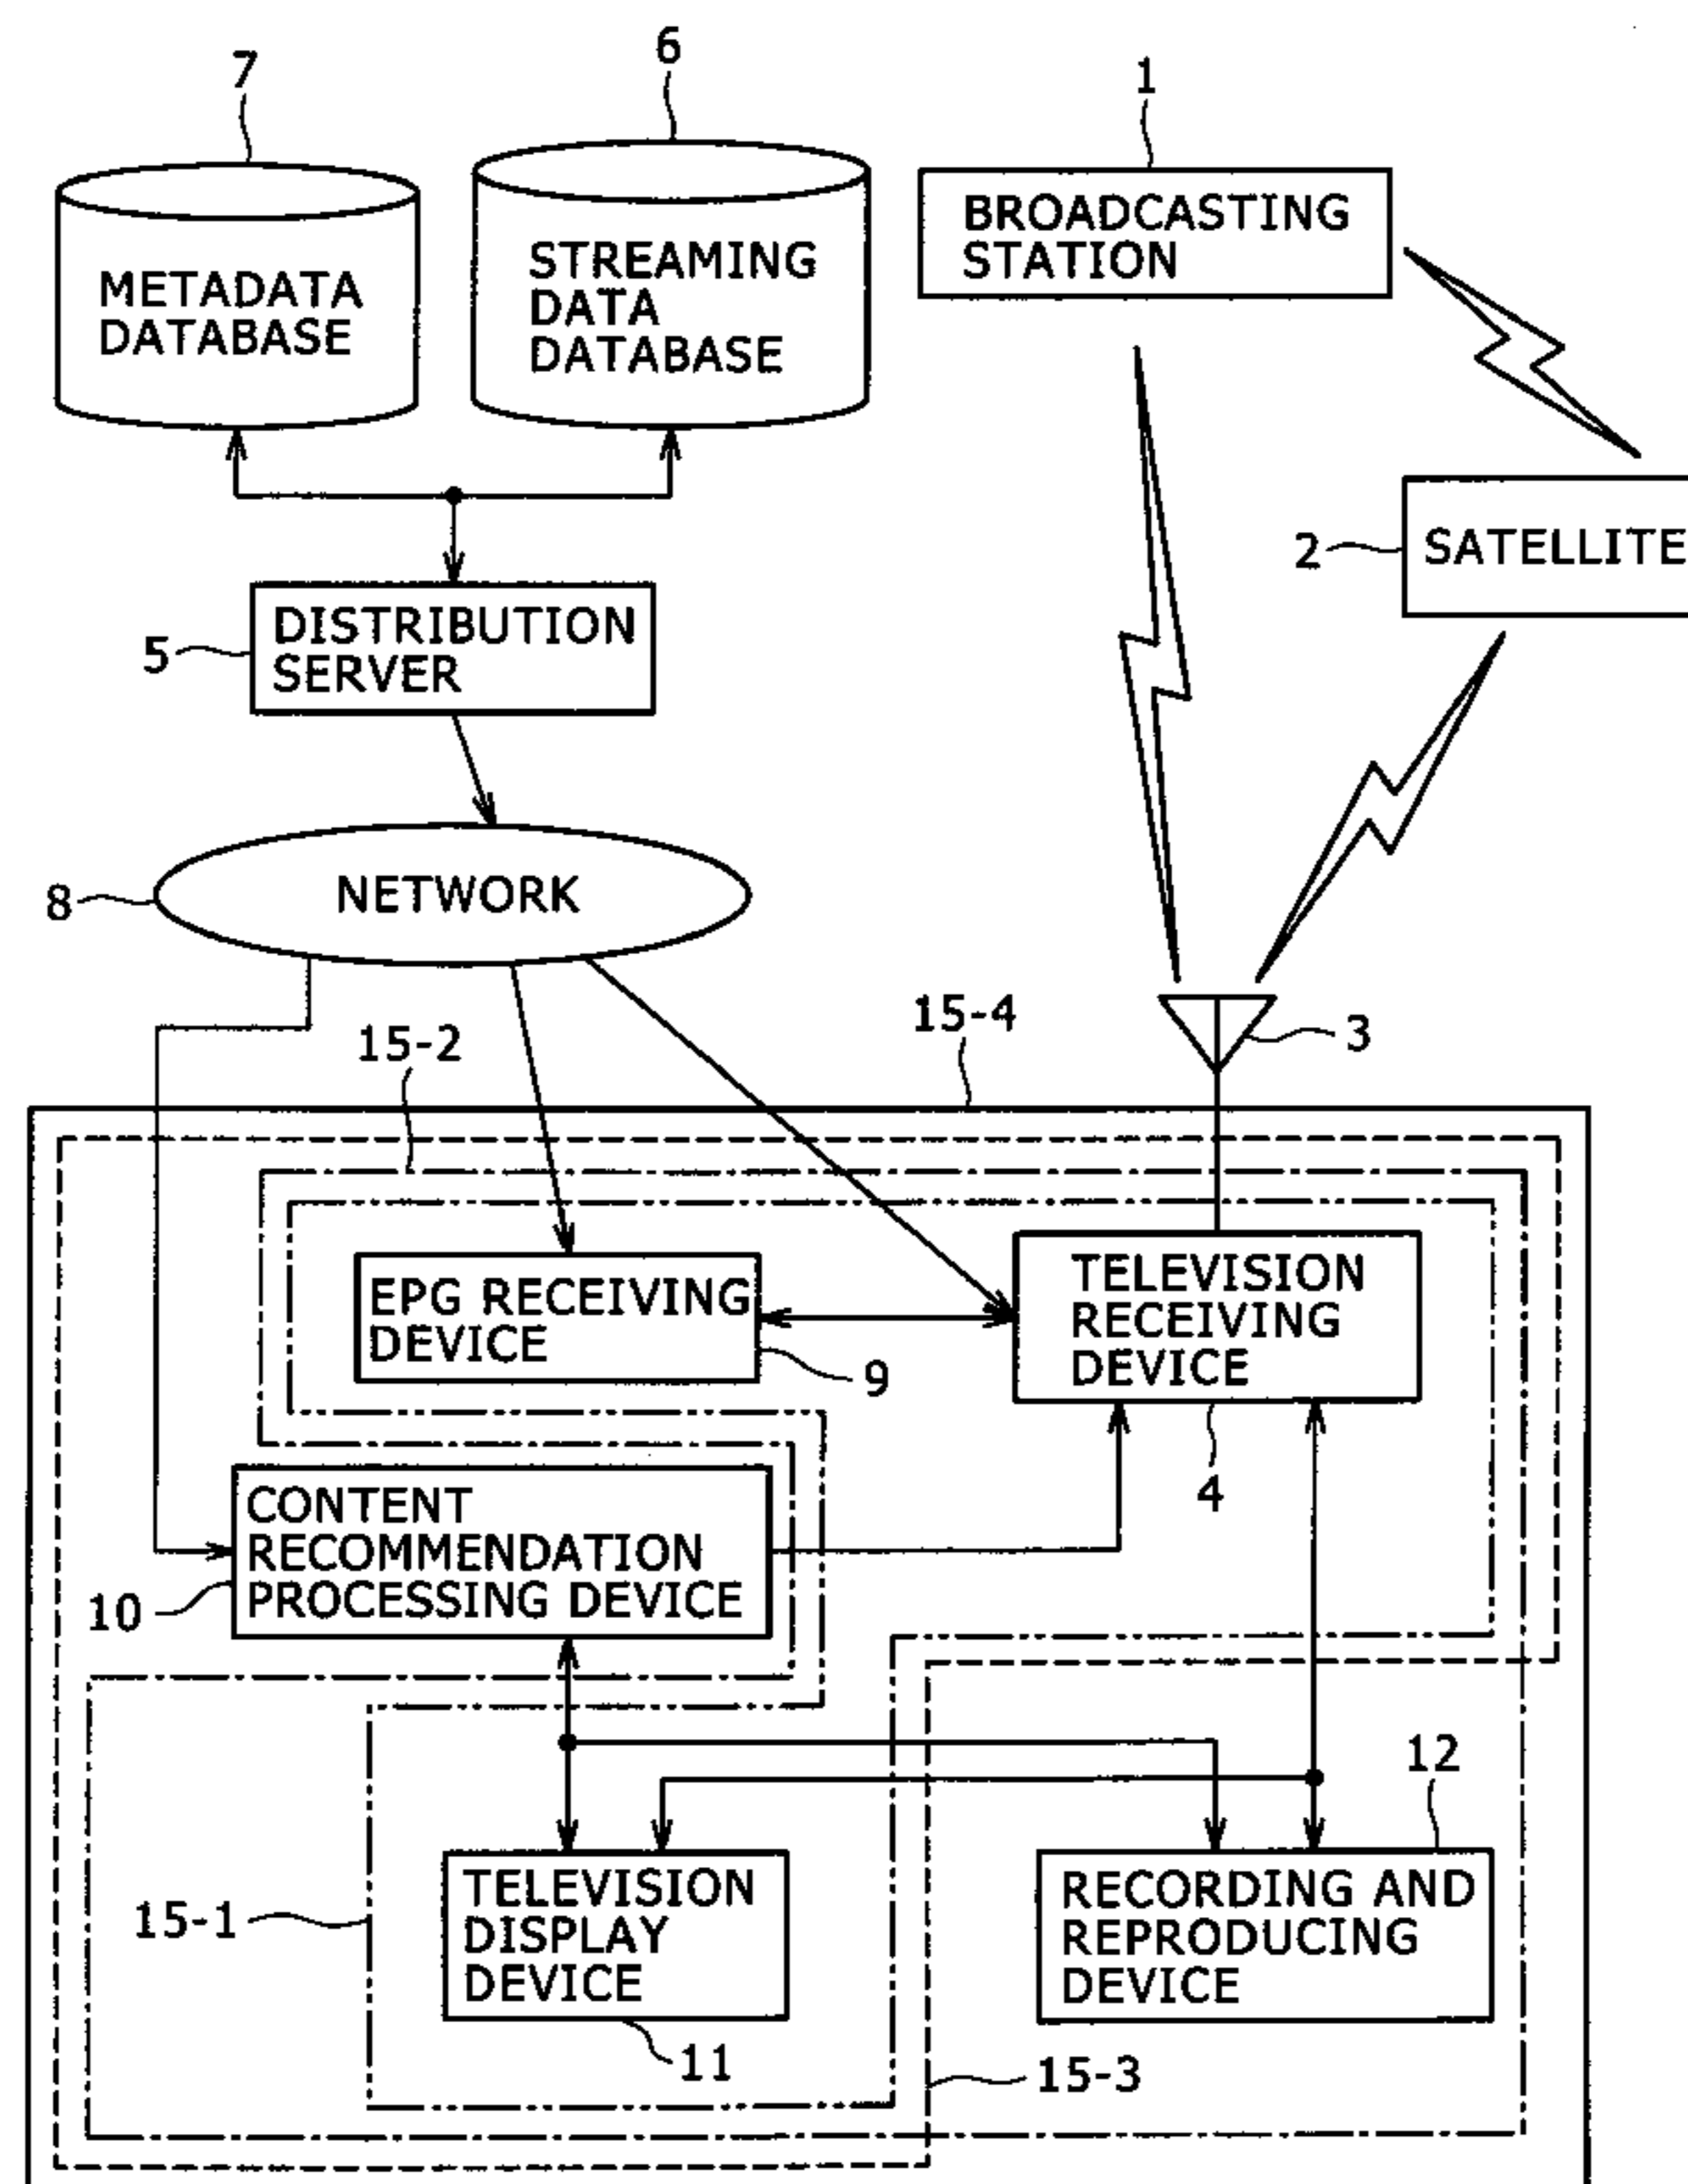 7
6
1
METADATA
DATABASE
STREAMING
DATA
DATABASE
BROADCASTING
STATION
2
SATELLITE
5
DISTRIBUTION
SERVER
8
NETWORK
3
15-4
15-2
EPG RECEIVING
DEVICE
9
TELEVISION
RECEIVING
DEVICE
4
CONTENT
RECOMMENDATION
PROCESSING DEVICE
10
12
TELEVISION
DISPLAY
DEVICE
11
RECORDING AND
REPRODUCING
DEVICE
15-1
15-3